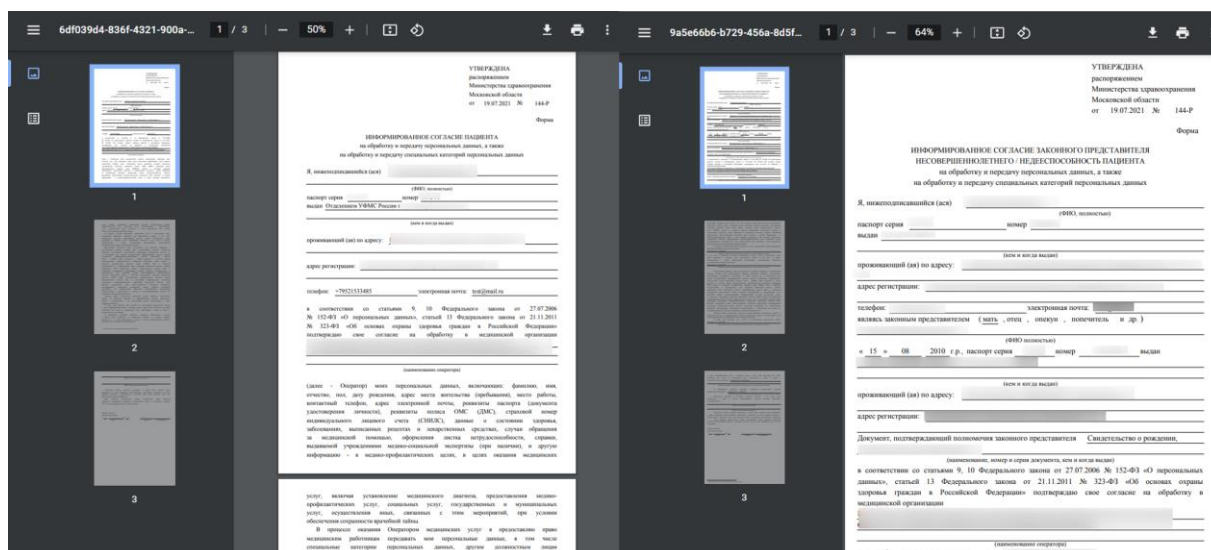 6df039d4-836f-4321-900a-...
1 / 3
50%
1
2
3
УТВЕРЖДЕНА
распоряжением
Министерства здравоохранения
Московской области
от 19.07.2021 № 144-Р
Форма
ИНФОРМИРОВАННОЕ СОГЛАСИЕ ПАЦИЕНТА
на обработку и передачу персональных данных, а также
на обработку и передачу специальных категорий персональных данных
Я, нижеподписавшийся (аяся)
(ФИО, полностью)
паспорт серия номер
выдан Отделением УФМС России г
(кем и когда выдан)
проживающий (ая) по адресу:
адрес регистрации:
телефон: +79521533485 электронная почта: test@mail.ru
в соответствии со статьями 9, 10 Федерального закона от 27.07.2006
№ 152-ФЗ «О персональных данных», статьей 13 Федерального закона от 21.11.2011
№ 323-ФЗ «Об основах охраны здоровья граждан в Российской Федерации»
подтверждаю свое согласие на обработку в медицинской организации
(наименование оператора)
(далее - Оператор) моих персональных данных, включающих: фамилию, имя,
отчество, пол, дату рождения, адрес места жительства (пребывания), место работы,
контактный телефон, адрес электронной почты, реквизиты паспорта (документа
удостоверения личности), реквизиты полиса ОМС (ДМС), страховой номер
индивидуального лицевого счета (СНИЛС), данные о состоянии здоровья,
заболеваниях, выписанных рецептах и лекарственных средствах, случаи обращения
за медицинской помощью, оформления листка нетрудоспособности, справки,
выдаваемой учреждениями медико-социальной экспертизы (при наличии), и другую
информацию - в медико-профилактических целях, в целях оказания медицинских
услуг, включая установление медицинского диагноза, предоставления медико-
профилактических услуг, социальных услуг, государственных и муниципальных
услуг, осуществления иных, связанных с этим мероприятий, при условии
обеспечения сохранности врачебной тайны.
В процессе оказания Оператором медицинских услуг я предоставляю право
медицинским работникам передавать мои персональные данные, в том числе
специальные категории персональных данных, другим должностным лицам
9a5e66b6-b729-456a-8d5f...
1 / 3
64%
1
2
3
УТВЕРЖДЕНА
распоряжением
Министерства здравоохранения
Московской области
от 19.07.2021 № 144-Р
Форма
ИНФОРМИРОВАННОЕ СОГЛАСИЕ ЗАКОННОГО ПРЕДСТАВИТЕЛЯ
НЕСОВЕРШЕННОЛЕТНЕГО / НЕДЕЕСПОСОБНОСТЬ ПАЦИЕНТА
на обработку и передачу персональных данных, а также
на обработку и передачу специальных категорий персональных данных
Я, нижеподписавшийся (аяся)
(ФИО, полностью)
паспорт серия номер
выдан
(кем и когда выдан)
проживающий (ая) по адресу:
адрес регистрации:
телефон: электронная почта:
являясь законным представителем ( мать , отец , опекун , попечитель и др. )
(ФИО полностью)
« 15 » 08 2010 г.р., паспорт серия номер выдан
(кем и когда выдан)
проживающий (ая) по адресу:
адрес регистрации:
Документ, подтверждающий полномочия законного представителя Свидетельство о рождении,
(наименование, номер и серия документа, кем и когда выдан)
в соответствии со статьями 9, 10 Федерального закона от 27.07.2006 № 152-ФЗ «О персональных
данных», статьей 13 Федерального закона от 21.11.2011 № 323-ФЗ «Об основах охраны
здоровья граждан в Российской Федерации» подтверждаю свое согласие на обработку в
медицинской организации
(наименование оператора)